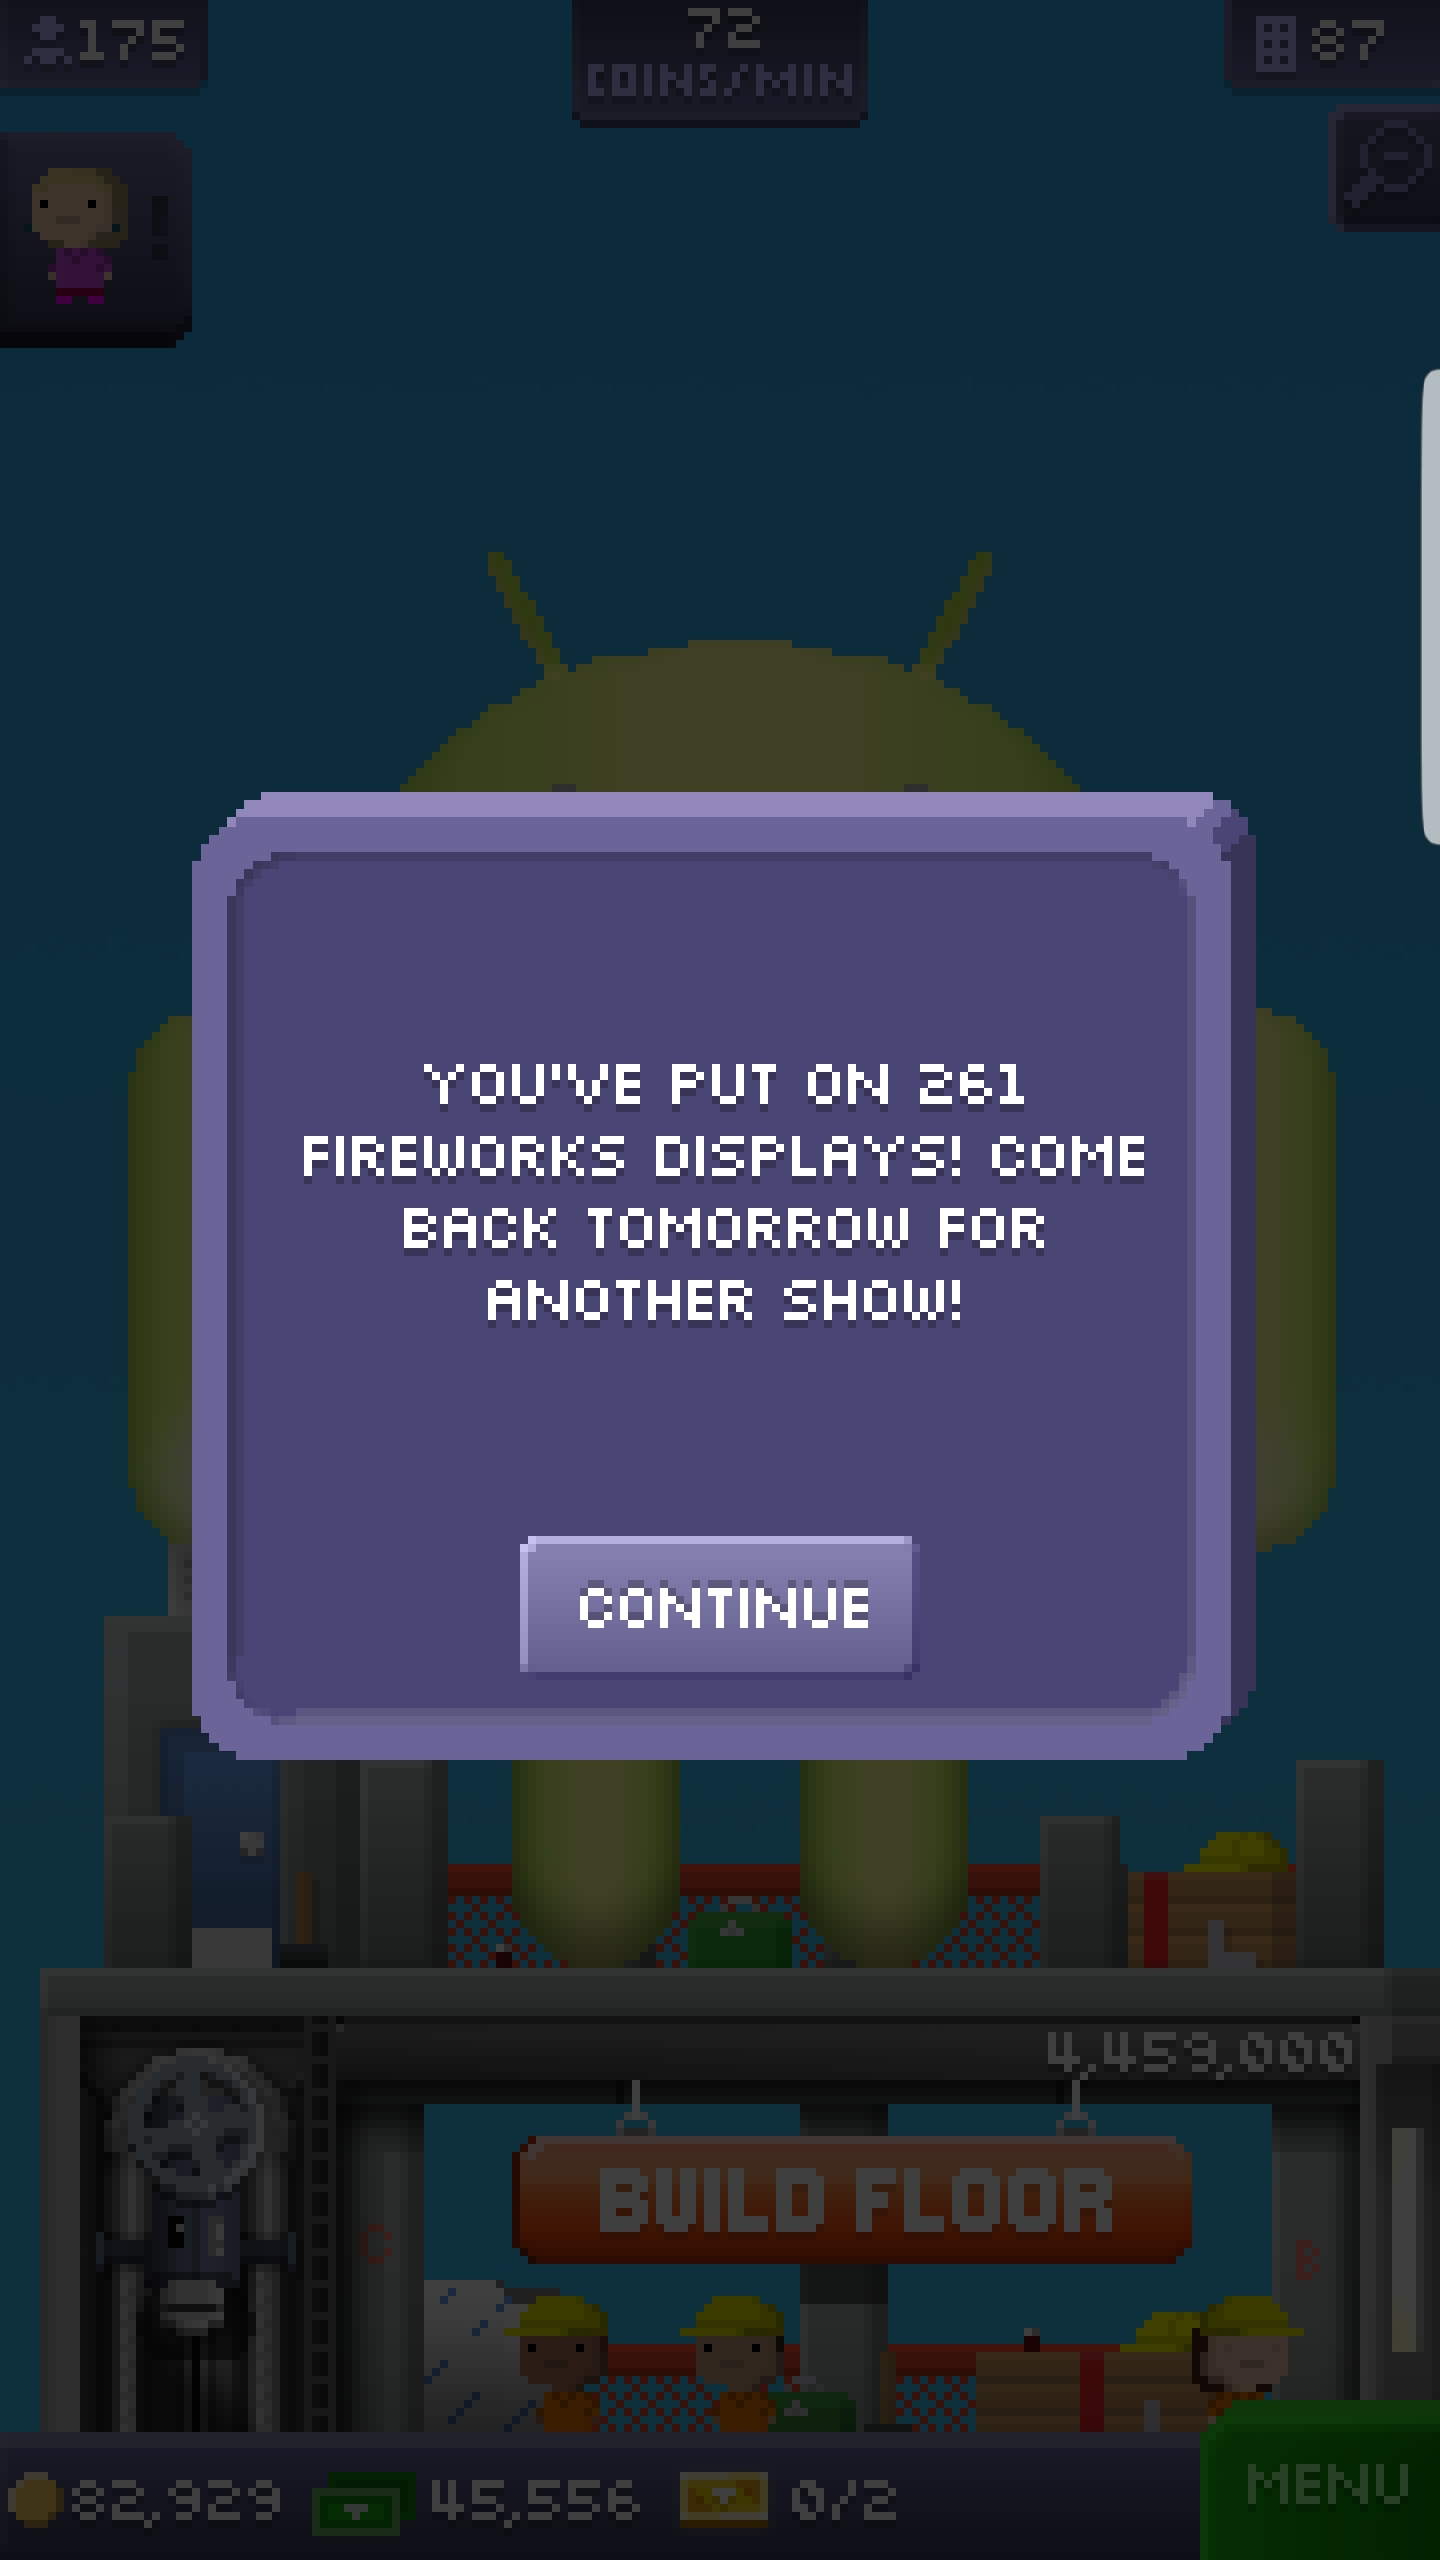 175
72
COINS/MIN
87
YOU'VE PUT ON 261
FIREWORKS DISPLAYS! COME
BACK TOMORROW FOR
ANOTHER SHOW!
CONTINUE
4,459,000
BUILD FLOOR
C
B
82,929
45,556
0/2
MENU